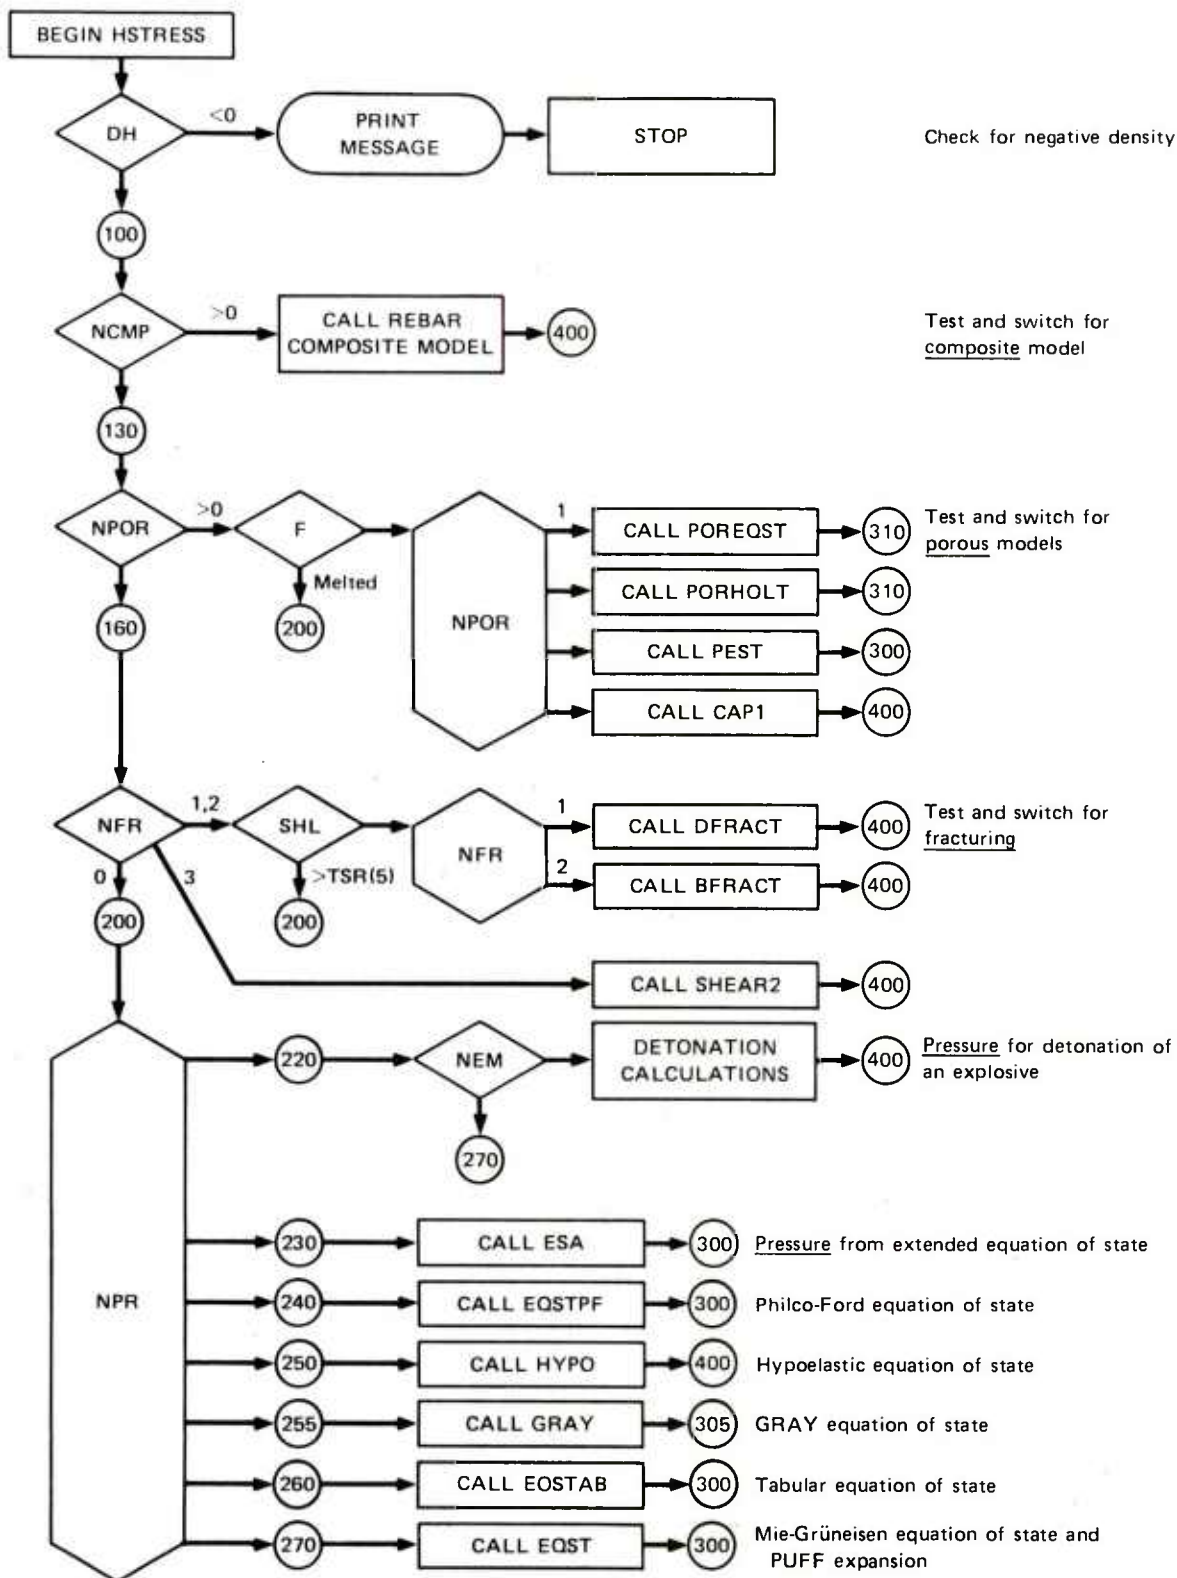 BEGIN HSTRESS
DH
<0
PRINT
MESSAGE
STOP
Check for negative density
100
NCMP
>0
CALL REBAR
COMPOSITE MODEL
400
Test and switch for
composite model
130
NPOR
>0
F
Melted
200
NPOR
1
CALL POREQST
310
Test and switch for
porous models
CALL PORHOLT
310
CALL PEST
300
CALL CAP1
400
160
NFR
1,2
SHL
>TSR(5)
200
NFR
1
CALL DFRACT
400
Test and switch for
fracturing
2
CALL BFRACT
400
0
3
200
CALL SHEAR2
400
NPR
220
NEM
DETONATION
CALCULATIONS
400
Pressure for detonation of
an explosive
270
230
CALL ESA
300
Pressure from extended equation of state
240
CALL EQSTPF
300
Philco-Ford equation of state
250
CALL HYPO
400
Hypoelastic equation of state
255
CALL GRAY
305
GRAY equation of state
260
CALL EOSTAB
300
Tabular equation of state
270
CALL EQST
300
Mie-Grüneisen equation of state and
PUFF expansion